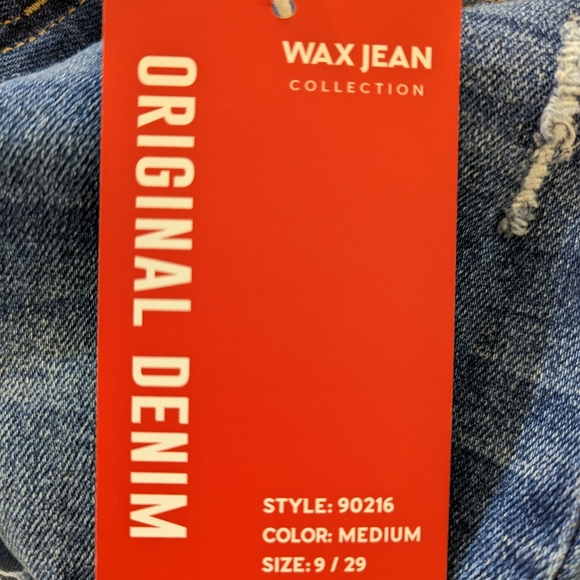 WAX JEAN
COLLECTION
ORIGINAL DENIM
STYLE: 90216
COLOR: MEDIUM
SIZE: 9 / 29